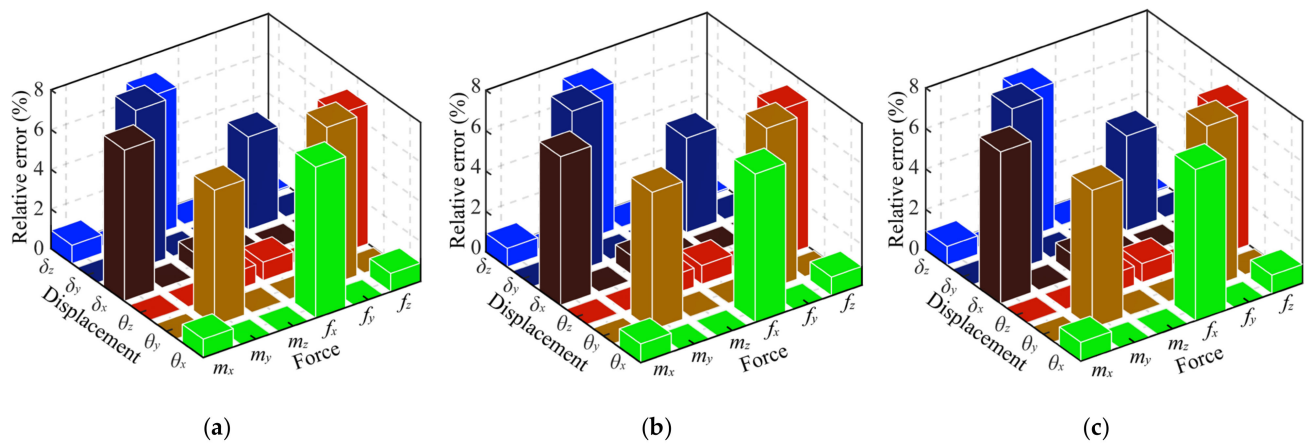 Relative error (%)
8
6
4
2
0
δz
δy
δx
θz
θy
θx
Displacement
mx
my
mz
fx
fy
fz
Force
(a)
Relative error (%)
8
6
4
2
0
δz
δy
δx
θz
θy
θx
Displacement
mx
my
mz
fx
fy
fz
Force
(b)
Relative error (%)
8
6
4
2
0
δz
δy
δx
θz
θy
θx
Displacement
mx
my
mz
fx
fy
fz
Force
(c)